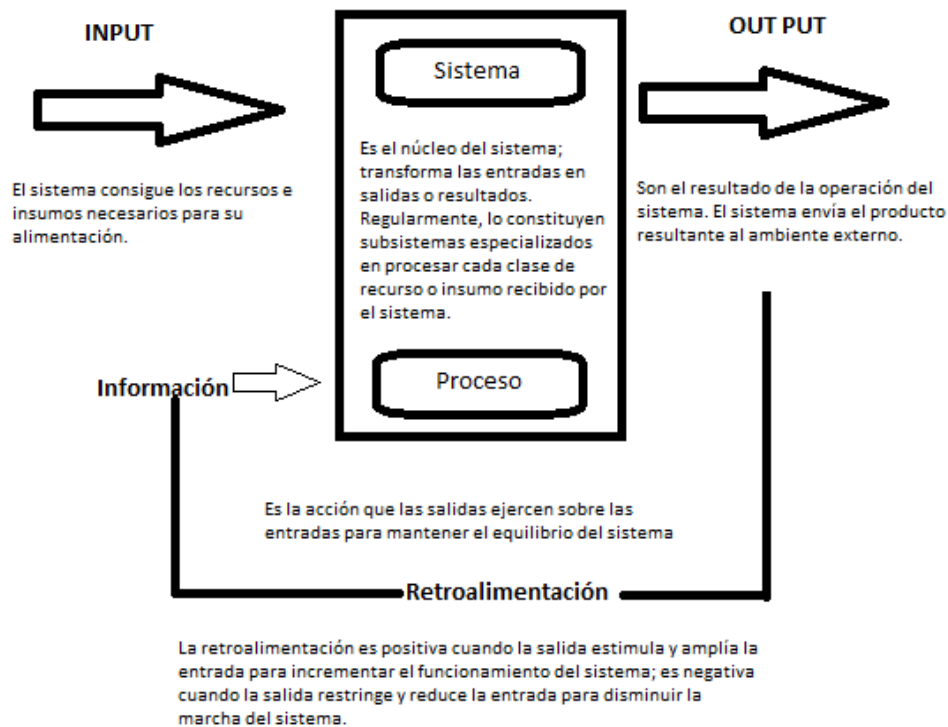 INPUT
OUT PUT
Sistema
El sistema consigue los recursos e
insumos necesarios para su
alimentación.
Es el núcleo del sistema;
transforma las entradas en
salidas o resultados.
Regularmente, lo constituyen
subsistemas especializados
en procesar cada clase de
recurso o insumo recibido por
el sistema.
Son el resultado de la operación del
sistema. El sistema envía el producto
resultante al ambiente externo.
Información
Proceso
Es la acción que las salidas ejercen sobre las
entradas para mantener el equilibrio del sistema
Retroalimentación
La retroalimentación es positiva cuando la salida estimula y amplía la
entrada para incrementar el funcionamiento del sistema; es negativa
cuando la salida restringe y reduce la entrada para disminuir la
marcha del sistema.